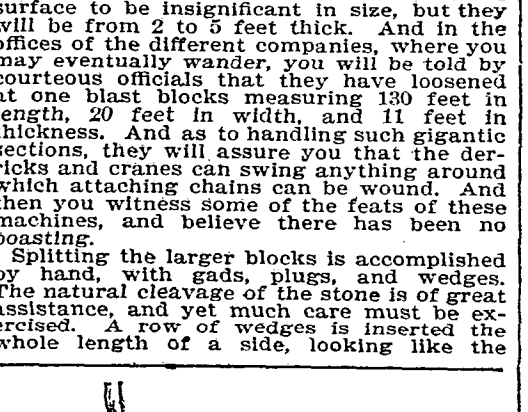 surface to be insignificant in size, but they
will be from 2 to 5 feet thick. And in the
offices of the different companies, where you
may eventually wander, you will be told by
courteous officials that they have loosened
at one blast blocks measuring 130 feet in
length, 20 feet in width, and 11 feet in
thickness. And as to handling such gigantic
sections, they will assure you that the der-
ricks and cranes can swing anything around
which attaching chains can be wound. And
then you witness some of the feats of these
machines, and believe there has been no
boasting.
Splitting the larger blocks is accomplished
by hand, with gads, plugs, and wedges.
The natural cleavage of the stone is of great
assistance, and yet much care must be ex-
ercised. A row of wedges is inserted the
whole length of a side, looking like the